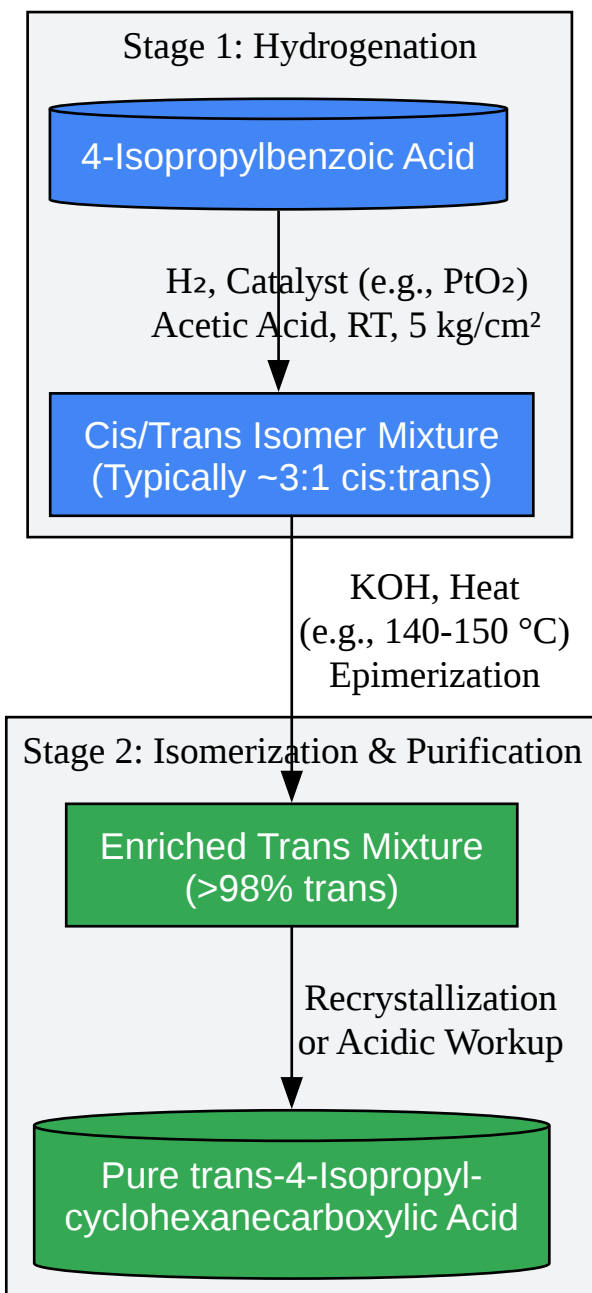 Stage 1: Hydrogenation
4-Isopropylbenzoic Acid
H₂, Catalyst (e.g., PtO₂)
Acetic Acid, RT, 5 kg/cm²
Cis/Trans Isomer Mixture
(Typically ~3:1 cis:trans)
KOH, Heat
(e.g., 140-150 °C)
Epimerization
Stage 2: Isomerization & Purification
Enriched Trans Mixture
(>98% trans)
Recrystallization
or Acidic Workup
Pure trans-4-Isopropyl-
cyclohexanecarboxylic Acid